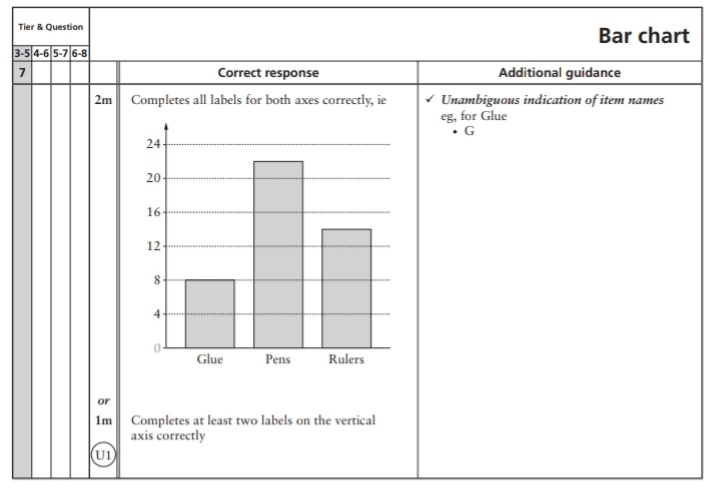 Tier & Question
Bar chart
3-5 4-6 5-7 6-8
7
Correct response
Additional guidance
2m
Completes all labels for both axes correctly, ie
✓ Unambiguous indication of item names
eg, for Glue
• G
24
20
16
12
8
4
0
Glue Pens Rulers
or
1m
Completes at least two labels on the vertical
axis correctly
U1